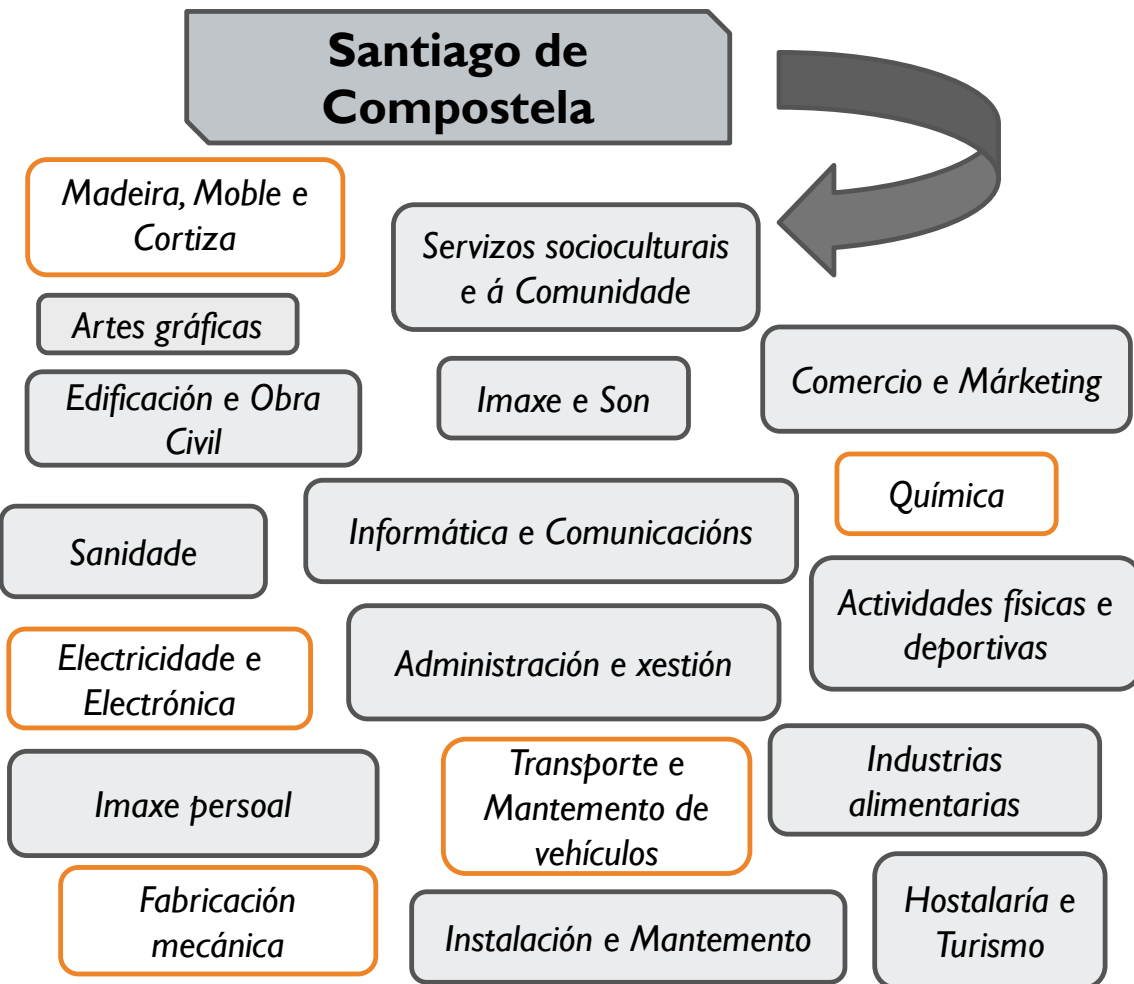 Santiago de
Compostela
Madeira, Moble e
Cortiza
Servizos socioculturais
e á Comunidade
Artes gráficas
Comercio e Márketing
Edificación e Obra
Civil
Imaxe e Son
Química
Sanidade
Informática e Comunicacións
Actividades físicas e
deportivas
Electricidade e
Electrónica
Administración e xestión
Imaxe persoal
Transporte e
Mantemento de
vehículos
Industrias
alimentarias
Fabricación
mecánica
Instalación e Mantemento
Hostalaría e
Turismo